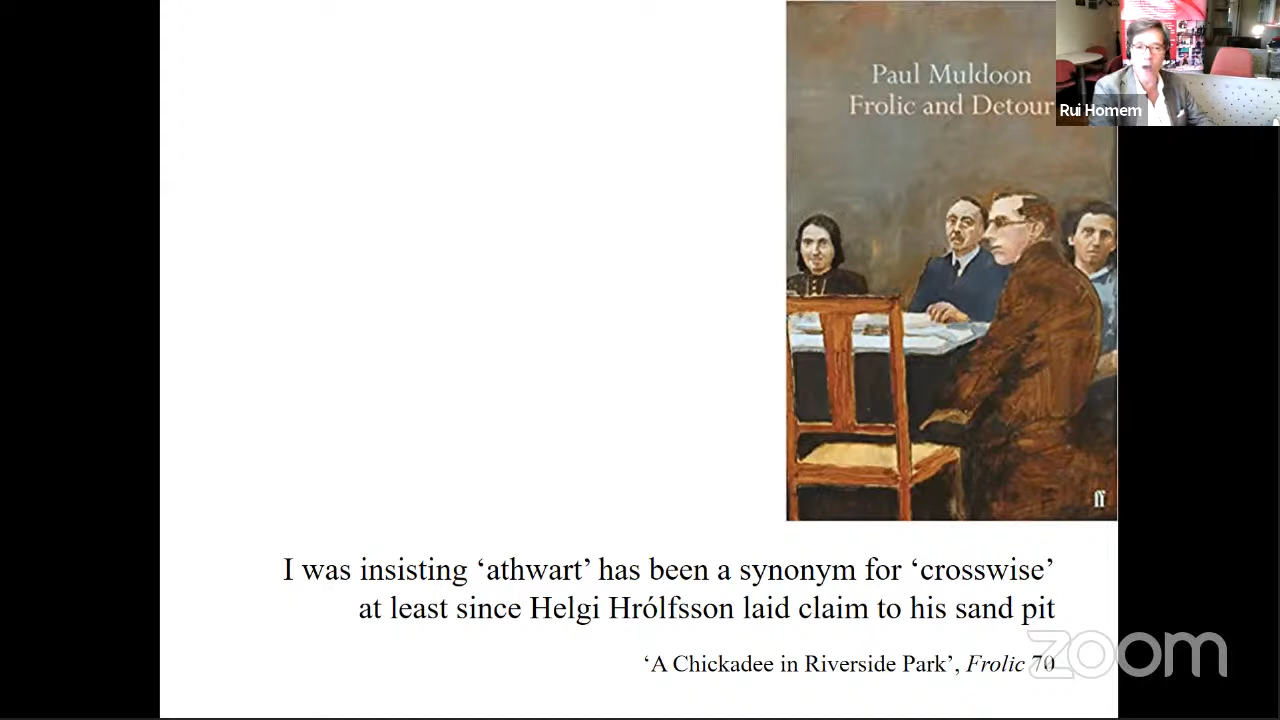 Paul Muldoon
Frolic and Detour
Rui Homem
ff
I was insisting ‘athwart’ has been a synonym for ‘crosswise’
at least since Helgi Hrólfsson laid claim to his sand pit
‘A Chickadee in Riverside Park’, Frolic 70
zoom